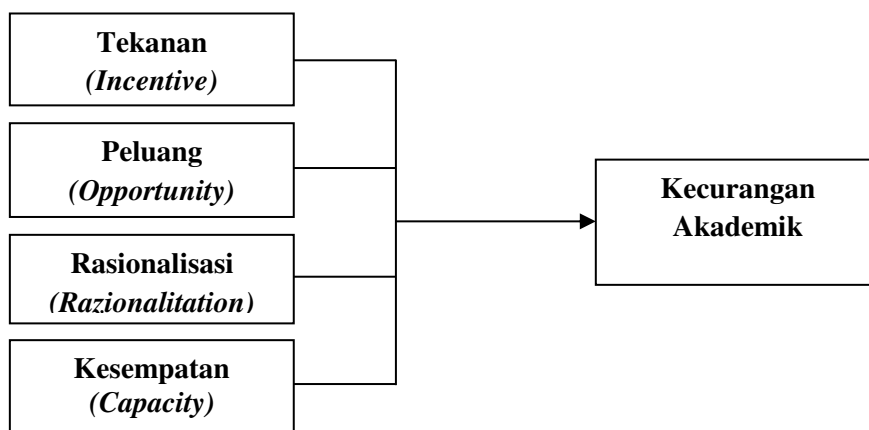 Tekanan
(Incentive)
Peluang
(Opportunity)
Rasionalisasi
(Razionalitation)
Kesempatan
(Capacity)
Kecurangan
Akademik